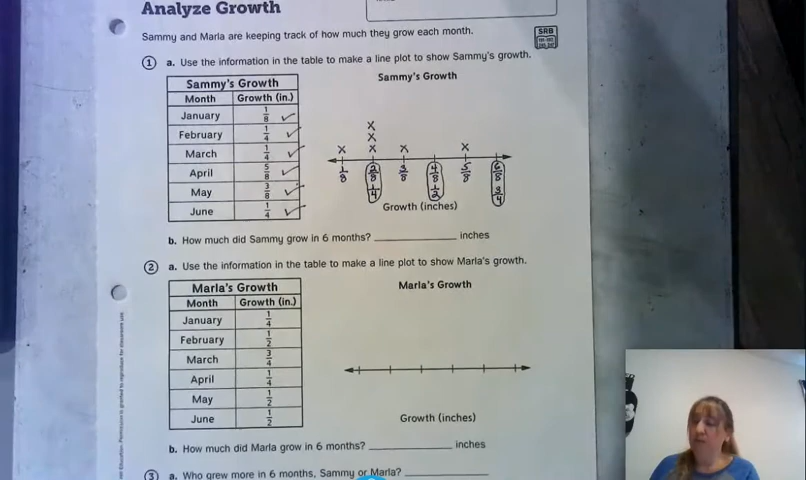 Analyze Growth
Sammy and Marla are keeping track of how much they grow each month.
SRB
① a. Use the information in the table to make a line plot to show Sammy's growth.
Sammy's Growth
Month Growth (in.)
January 1/8 ✓
February 1/4 ✓
March 1/4 ✓
April 5/8 ✓
May 3/8 ✓
June 1/4 ✓
Sammy's Growth
X
X
X X X X
1/8 2/8 3/8 4/8 5/8 6/8
1/4 1/2 3/4
Growth (inches)
b. How much did Sammy grow in 6 months? ____________ inches
② a. Use the information in the table to make a line plot to show Marla's growth.
Marla's Growth
Month Growth (in.)
January 1/4
February 1/2
March 3/4
April 1/4
May 1/2
June 1/2
Marla's Growth
Growth (inches)
b. How much did Marla grow in 6 months? ____________ inches
③ a. Who grew more in 6 months, Sammy or Marla? ____________